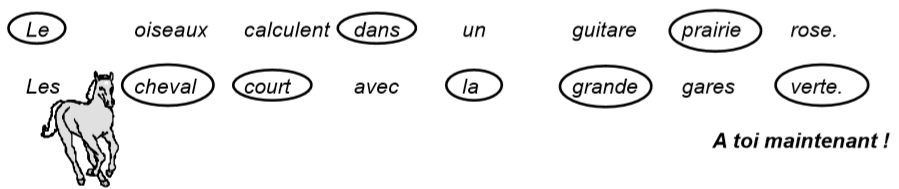 Le oiseaux calculent dans un guitare prairie rose.
Les cheval court avec la grande gares verte.
A toi maintenant !